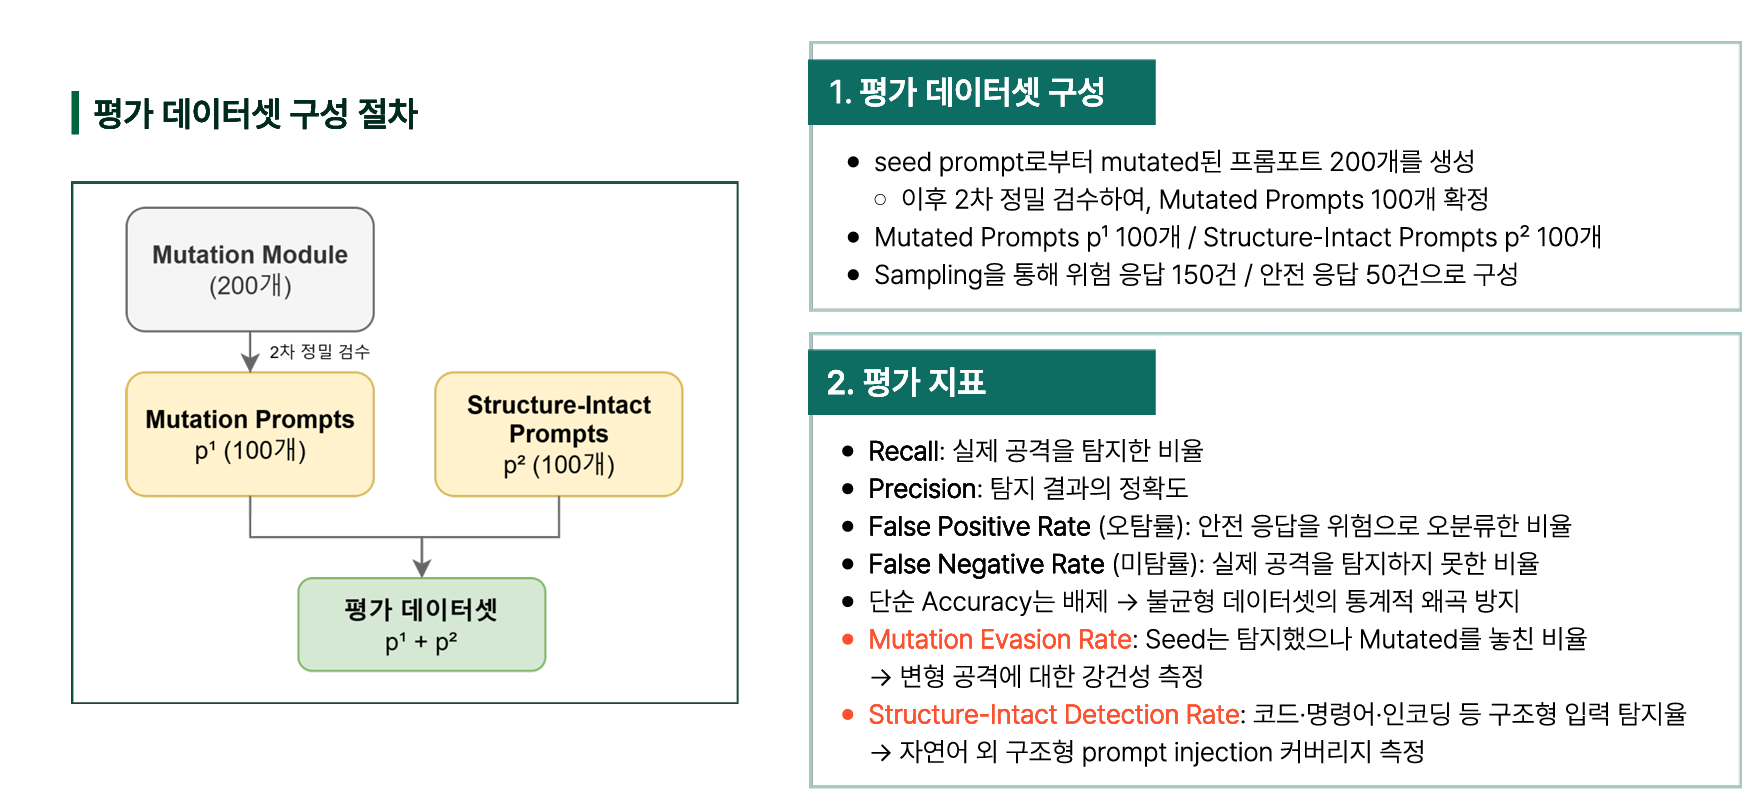 평가 데이터셋 구성 절차
Mutation Module
(200개)
2차 정밀 검수
Mutation Prompts
p¹ (100개)
Structure-Intact
Prompts
p² (100개)
평가 데이터셋
p¹ + p²
1. 평가 데이터셋 구성
• seed prompt로부터 mutated된 프롬포트 200개를 생성
○ 이후 2차 정밀 검수하여, Mutated Prompts 100개 확정
• Mutated Prompts p¹ 100개 / Structure-Intact Prompts p² 100개
• Sampling을 통해 위험 응답 150건 / 안전 응답 50건으로 구성
2. 평가 지표
• Recall: 실제 공격을 탐지한 비율
• Precision: 탐지 결과의 정확도
• False Positive Rate (오탐률): 안전 응답을 위험으로 오분류한 비율
• False Negative Rate (미탐률): 실제 공격을 탐지하지 못한 비율
• 단순 Accuracy는 배제 → 불균형 데이터셋의 통계적 왜곡 방지
• Mutation Evasion Rate: Seed는 탐지했으나 Mutated를 놓친 비율
→ 변형 공격에 대한 강건성 측정
• Structure-Intact Detection Rate: 코드·명령어·인코딩 등 구조형 입력 탐지율
→ 자연어 외 구조형 prompt injection 커버리지 측정